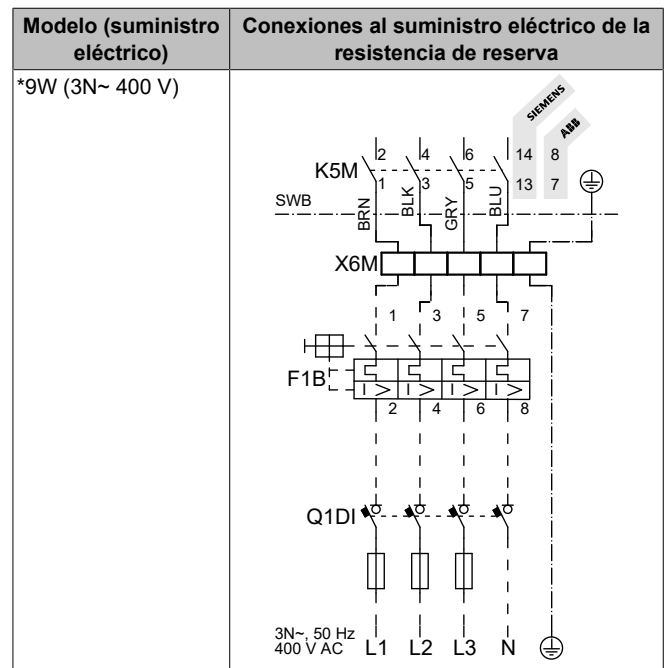 Modelo (suministro eléctrico)
Conexiones al suministro eléctrico de la resistencia de reserva
*9W (3N~ 400 V)
SIEMENS
ABB
2 4 6 14 8
K5M
1 3 5 13 7
SWB
BRN BLK GRY BLU
X6M
1 3 5 7
F1B
I > I > I > I >
2 4 6 8
Q1DI
3N~, 50 Hz
400 V AC
L1 L2 L3 N